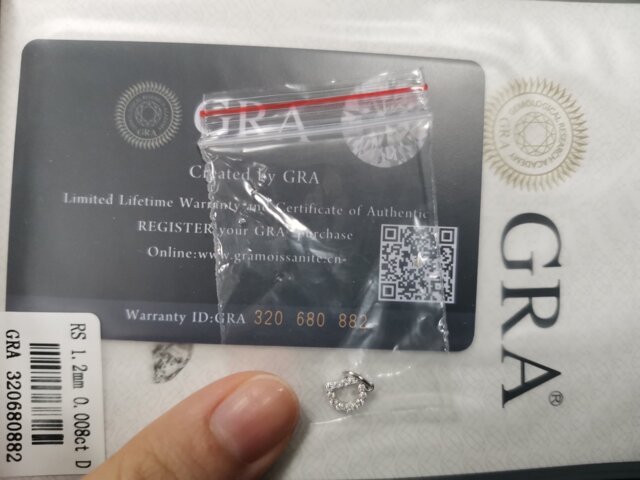 GRA
GRA
Created by GRA
Limited Lifetime Warranty and Certificate of Authentic
REGISTER your GRA purchase
Online:www.gramoissanite.cn
Warranty ID:GRA 320 680 882
RS 1.2mm 0.008ct D
GRA 320680882
GRA
GRA®